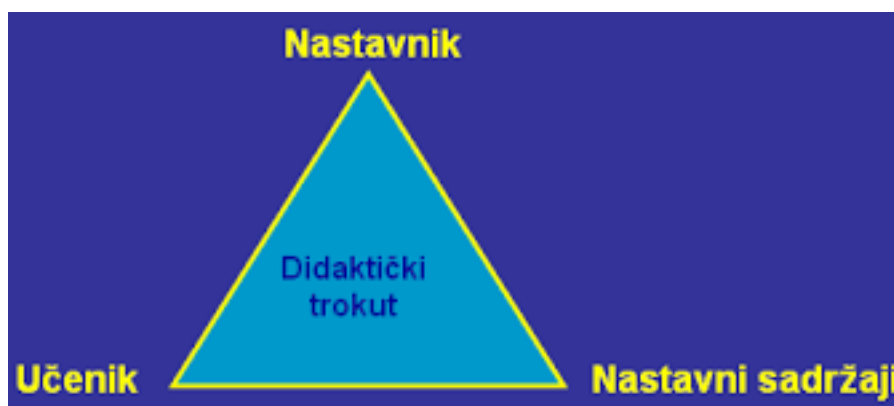 Nastavnik
Didaktički
trokut
Učenik
Nastavni sadržaji